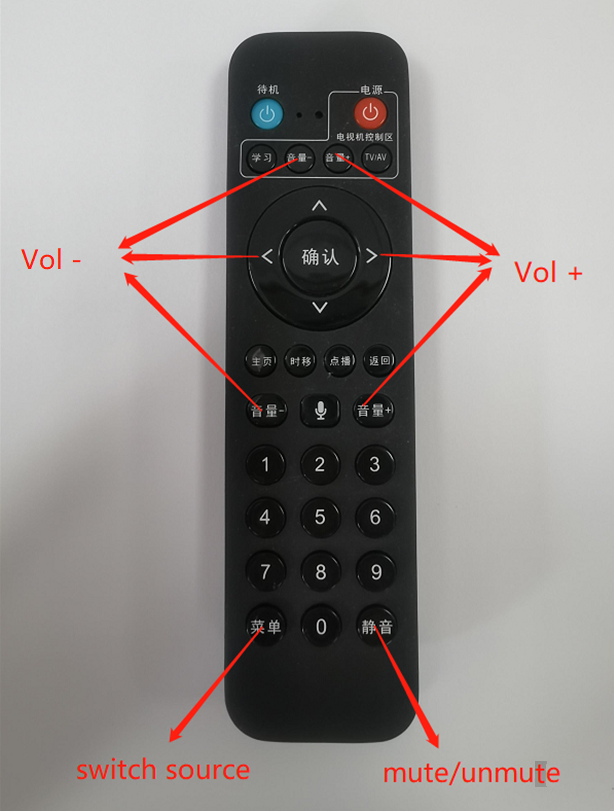 待机
电源
电视机控制区
学习 音量- 音量+ TV/AV
确认
Vol -
Vol +
主页 时移 点播 返回
音量- 音量+
1 2 3
4 5 6
7 8 9
菜单 0 静音
switch source
mute/unmute